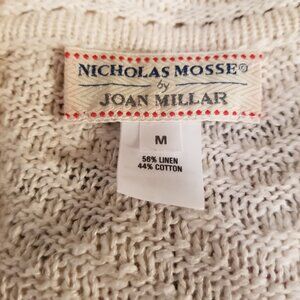 NICHOLAS MOSSE©
by
JOAN MILLAR
M
56% LINEN
44% COTTON